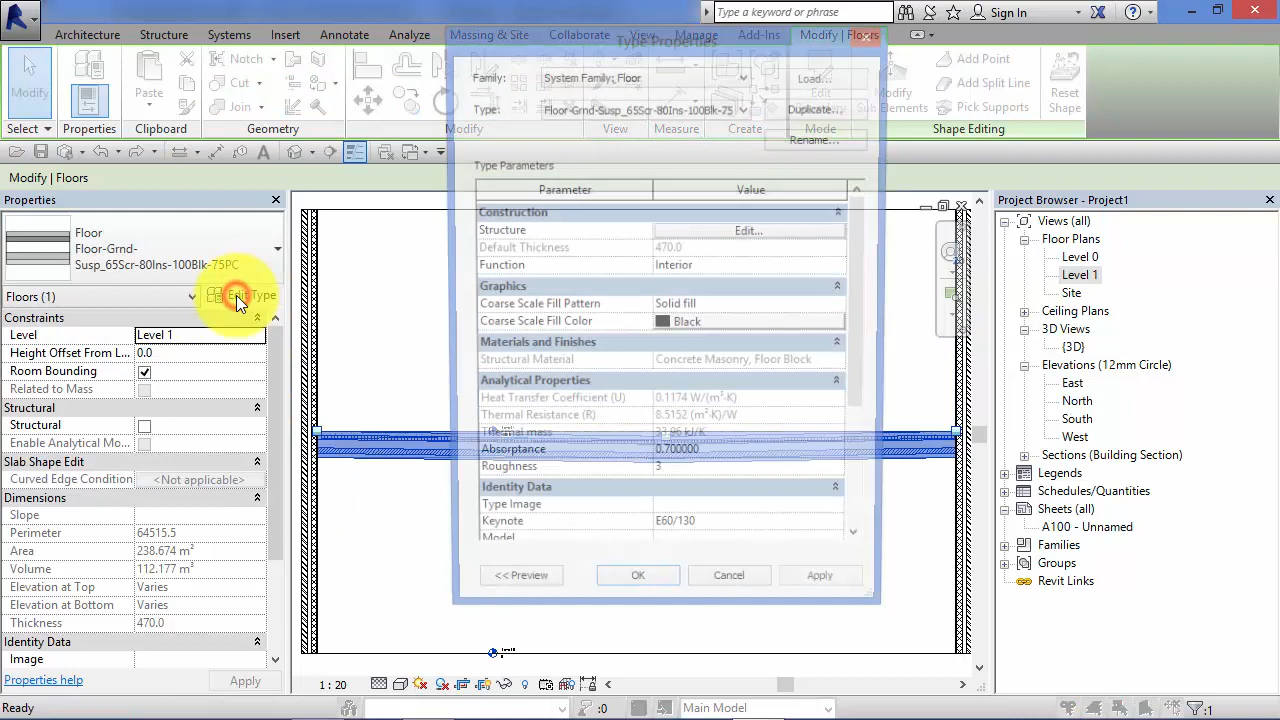 Type a keyword or phrase
Sign In
Architecture Structure Systems Insert Annotate Analyze Massing & Site Collaborate View Manage Add-Ins Modify | Floors
Modify
Properties
Paste
Notch
Cut
Join
Edit
Modify
Sub Elements
Add Point
Add Split Line
Pick Supports
Reset
Shape
Select
Properties
Clipboard
Geometry
Modify
View
Measure
Create
Mode
Shape Editing
Modify | Floors
Properties
Floor
Floor-Grnd-
Susp_65Scr-80Ins-100Blk-75PC
Floors (1)
Edit Type
Constraints
Level Level 1
Height Offset From L... 0.0
Room Bounding
Related to Mass
Structural
Structural
Enable Analytical Mo...
Slab Shape Edit
Curved Edge Condition <Not applicable>
Dimensions
Slope
Perimeter 64515.5
Area 238.674 m²
Volume 112.177 m³
Elevation at Top Varies
Elevation at Bottom Varies
Thickness 470.0
Identity Data
Image
Properties help
Apply
Type Properties
Family: System Family: Floor Load...
Type: Floor-Grnd-Susp_65Scr-80Ins-100Blk-75 Duplicate...
Rename...
Type Parameters
Parameter Value
Construction
Structure Edit...
Default Thickness 470.0
Function Interior
Graphics
Coarse Scale Fill Pattern Solid fill
Coarse Scale Fill Color Black
Materials and Finishes
Structural Material Concrete Masonry, Floor Block
Analytical Properties
Heat Transfer Coefficient (U) 0.1174 W/(m²·K)
Thermal Resistance (R) 8.5152 (m²·K)/W
Thermal mass 33.86 kJ/K
Absorptance 0.700000
Roughness 3
Identity Data
Type Image
Keynote E60/130
Model
<< Preview OK Cancel Apply
Project Browser - Project1
Views (all)
Floor Plans
Level 0
Level 1
Site
Ceiling Plans
3D Views
{3D}
Elevations (12mm Circle)
East
North
South
West
Sections (Building Section)
Legends
Schedules/Quantities
Sheets (all)
A100 - Unnamed
Families
Groups
Revit Links
1 : 20
Ready
:0
Main Model
:1